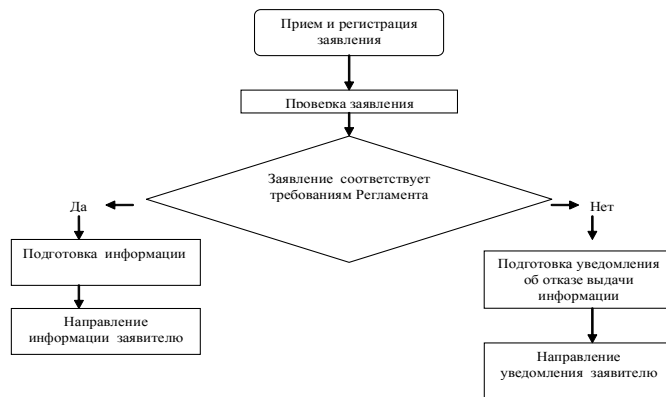 Прием и регистрация
заявления
Проверка заявления
Заявление соответствует
требованиям Регламента
Да
Нет
Подготовка информации
Подготовка уведомления
об отказе выдачи
информации
Направление
информации заявителю
Направление
уведомления заявителю